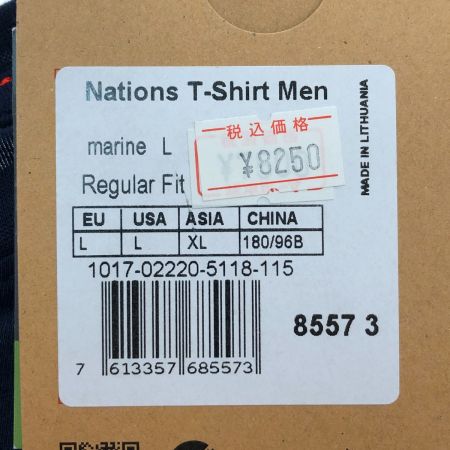 Nations T-Shirt Men
税込価格
¥ ¥8250
marine L
Regular Fit
MADE IN LITHUANIA
EU USA ASIA CHINA
L L XL 180/96B
1017-02220-5118-115
8557 3
7 613357 685573